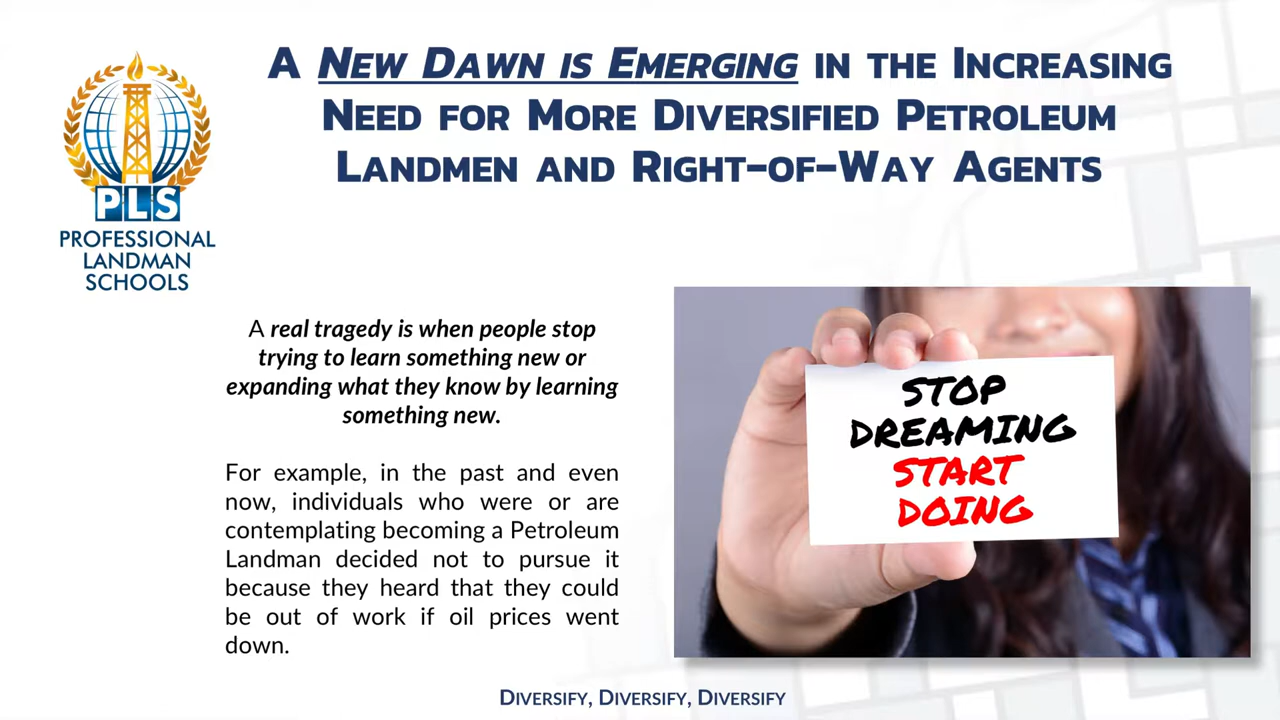 A New Dawn is Emerging in the Increasing
Need for More Diversified Petroleum
Landmen and Right-of-Way Agents
PLS
PROFESSIONAL
LANDMAN
SCHOOLS
A real tragedy is when people stop
trying to learn something new or
expanding what they know by learning
something new.
For example, in the past and even
now, individuals who were or are
contemplating becoming a Petroleum
Landman decided not to pursue it
because they heard that they could
be out of work if oil prices went
down.
STOP
DREAMING
START
DOING
Diversify, Diversify, Diversify